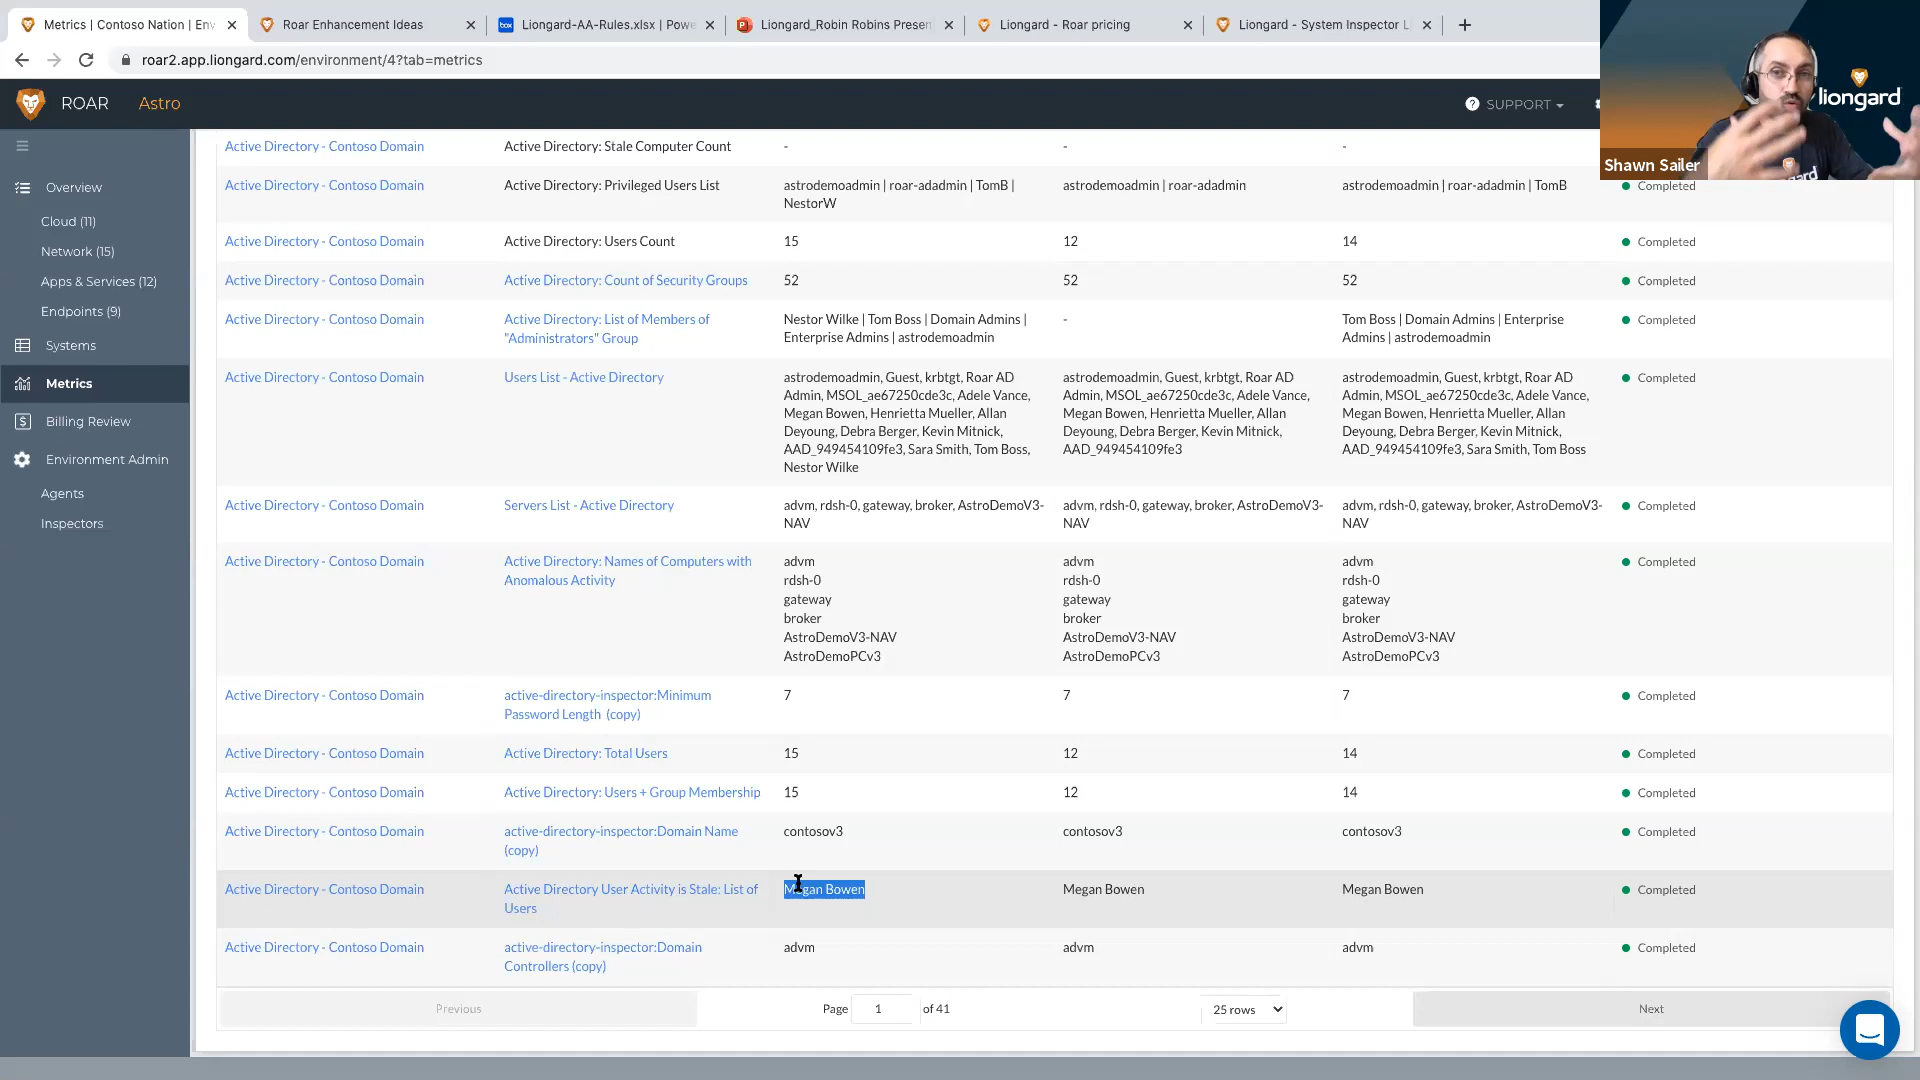 Metrics | Contoso Nation | Env
Roar Enhancement Ideas
box
Liongard-AA-Rules.xlsx | Powe
Liongard_Robin Robins Presen
Liongard - Roar pricing
Liongard - System Inspector L
roar2.app.liongard.com/environment/4?tab=metrics
ROAR
Astro
SUPPORT
liongard
Shawn Sailer
Overview
Cloud (11)
Network (15)
Apps & Services (12)
Endpoints (9)
Systems
Metrics
Billing Review
Environment Admin
Agents
Inspectors
Active Directory - Contoso Domain
Active Directory: Stale Computer Count
-
-
-
Active Directory - Contoso Domain
Active Directory: Privileged Users List
astrodemoadmin | roar-adadmin | TomB |
NestorW
astrodemoadmin | roar-adadmin
astrodemoadmin | roar-adadmin | TomB
Completed
Active Directory - Contoso Domain
Active Directory: Users Count
15
12
14
Completed
Active Directory - Contoso Domain
Active Directory: Count of Security Groups
52
52
52
Completed
Active Directory - Contoso Domain
Active Directory: List of Members of
"Administrators" Group
Nestor Wilke | Tom Boss | Domain Admins |
Enterprise Admins | astrodemoadmin
-
Tom Boss | Domain Admins | Enterprise
Admins | astrodemoadmin
Completed
Active Directory - Contoso Domain
Users List - Active Directory
astrodemoadmin, Guest, krbtgt, Roar AD
Admin, MSOL_ae67250cde3c, Adele Vance,
Megan Bowen, Henrietta Mueller, Allan
Deyoung, Debra Berger, Kevin Mitnick,
AAD_949454109fe3, Sara Smith, Tom Boss,
Nestor Wilke
astrodemoadmin, Guest, krbtgt, Roar AD
Admin, MSOL_ae67250cde3c, Adele Vance,
Megan Bowen, Henrietta Mueller, Allan
Deyoung, Debra Berger, Kevin Mitnick,
AAD_949454109fe3
astrodemoadmin, Guest, krbtgt, Roar AD
Admin, MSOL_ae67250cde3c, Adele Vance,
Megan Bowen, Henrietta Mueller, Allan
Deyoung, Debra Berger, Kevin Mitnick,
AAD_949454109fe3, Sara Smith, Tom Boss
Completed
Active Directory - Contoso Domain
Servers List - Active Directory
advm, rdsh-0, gateway, broker, AstroDemoV3-
NAV
advm, rdsh-0, gateway, broker, AstroDemoV3-
NAV
advm, rdsh-0, gateway, broker, AstroDemoV3-
NAV
Completed
Active Directory - Contoso Domain
Active Directory: Names of Computers with
Anomalous Activity
advm
rdsh-0
gateway
broker
AstroDemoV3-NAV
AstroDemoPCv3
advm
rdsh-0
gateway
broker
AstroDemoV3-NAV
AstroDemoPCv3
advm
rdsh-0
gateway
broker
AstroDemoV3-NAV
AstroDemoPCv3
Completed
Active Directory - Contoso Domain
active-directory-inspector:Minimum
Password Length (copy)
7
7
7
Completed
Active Directory - Contoso Domain
Active Directory: Total Users
15
12
14
Completed
Active Directory - Contoso Domain
Active Directory: Users + Group Membership
15
12
14
Completed
Active Directory - Contoso Domain
active-directory-inspector:Domain Name
(copy)
contosov3
contosov3
contosov3
Completed
Active Directory - Contoso Domain
Active Directory User Activity is Stale: List of
Users
Megan Bowen
Megan Bowen
Megan Bowen
Completed
Active Directory - Contoso Domain
active-directory-inspector:Domain
Controllers (copy)
advm
advm
advm
Completed
Previous
Page 1 of 41
25 rows
Next